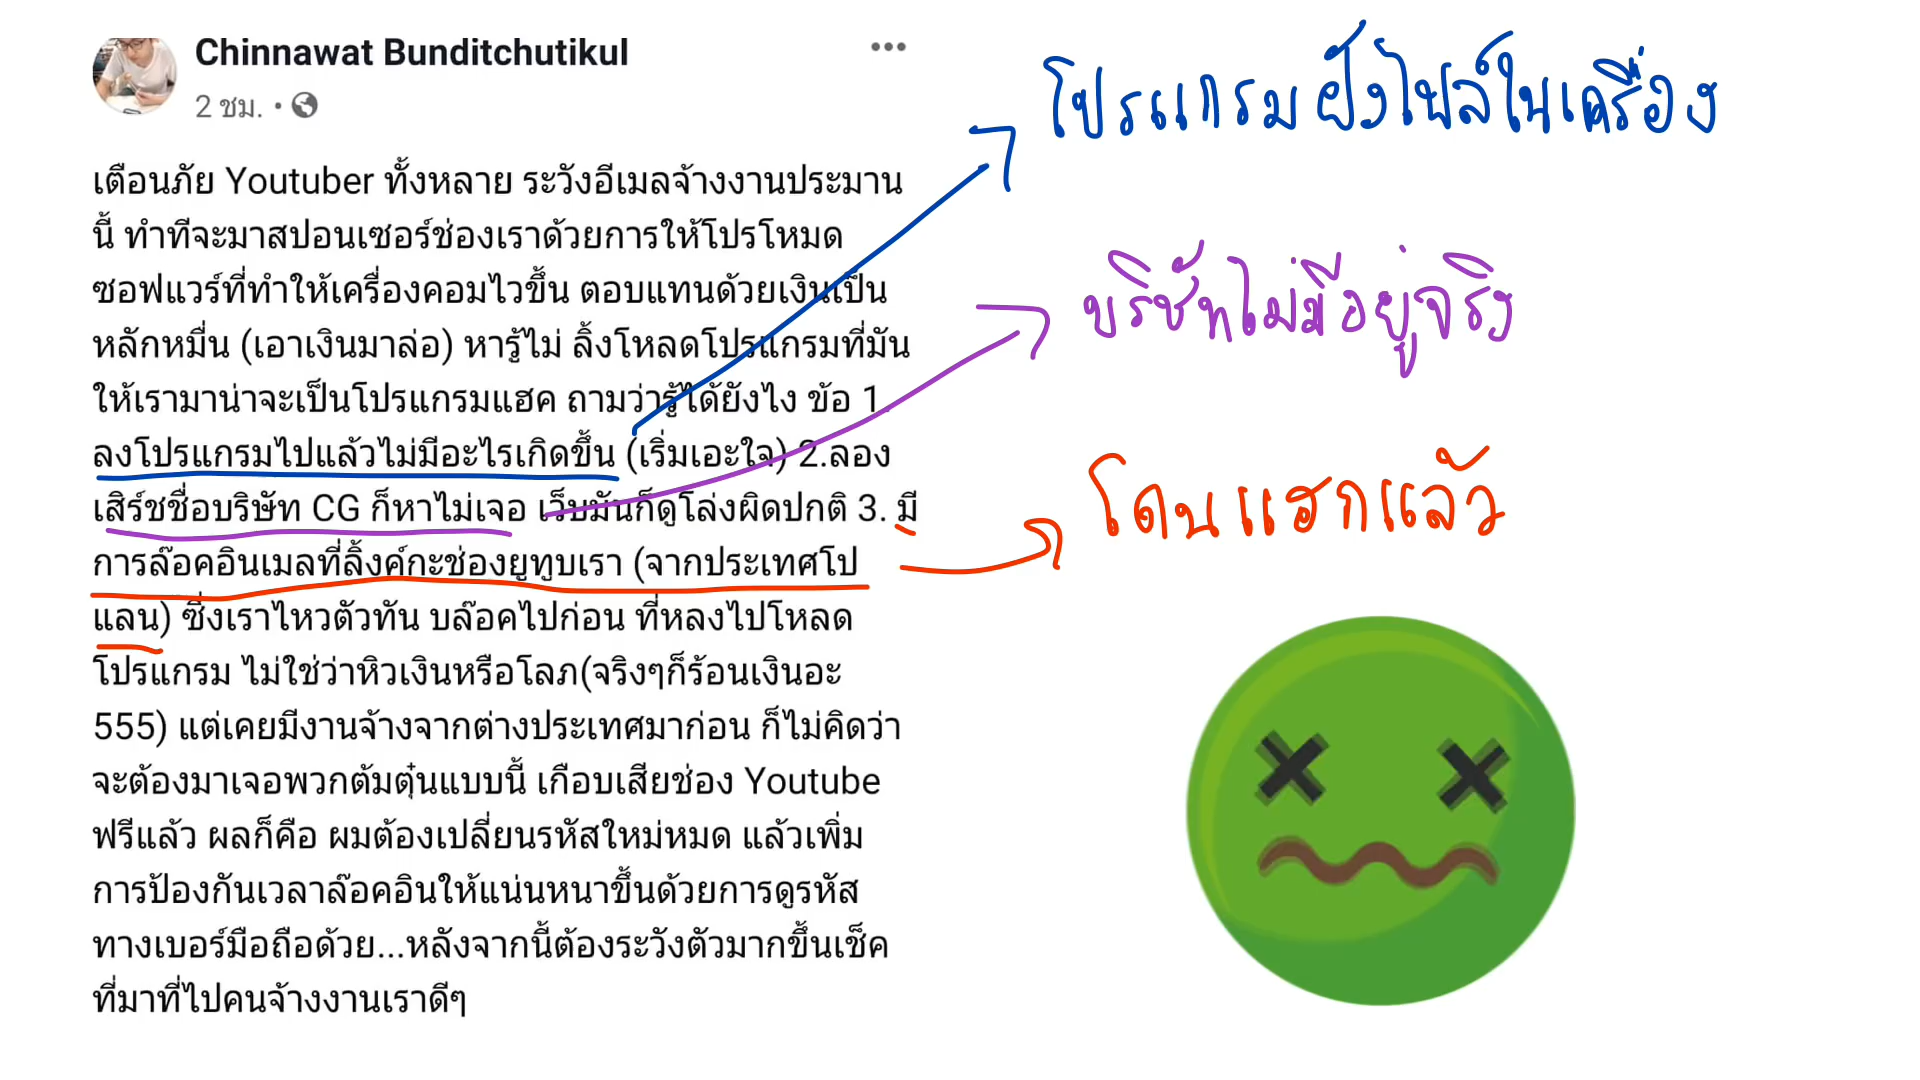 Chinnawat Bunditchutikul
2 ชม.
เตือนภัย Youtuber ทั้งหลาย ระวังอีเมลจ้างงานประมาน
นี้ ทำทีจะมาสปอนเซอร์ช่องเราด้วยการให้โปรโหมด
ซอฟแวร์ที่ทำให้เครื่องคอมไวขึ้น ตอบแทนด้วยเงินเป็น
หลักหมื่น (เอาเงินมาล่อ) หารู้ไม่ ลิ้งโหลดโปรแกรมที่มัน
ให้เรามาน่าจะเป็นโปรแกรมแฮค ถามว่ารู้ได้ยังไง ข้อ 1.
ลงโปรแกรมไปแล้วไม่มีอะไรเกิดขึ้น (เริ่มเอะใจ) 2.ลอง
เสิร์ชชื่อบริษัท CG ก็หาไม่เจอ เว็บมันก็ดูโล่งผิดปกติ 3. มี
การล๊อคอินเมลที่ลิ้งค์กะช่องยูทูบเรา (จากประเทศโป
แลน) ซึ่งเราไหวตัวทัน บล๊อคไปก่อน ที่หลงไปโหลด
โปรแกรม ไม่ใช่ว่าหิวเงินหรือโลภ(จริงๆก็ร้อนเงินอะ
555) แต่เคยมีงานจ้างจากต่างประเทศมาก่อน ก็ไม่คิดว่า
จะต้องมาเจอพวกต้มตุ๋นแบบนี้ เกือบเสียช่อง Youtube
ฟรีแล้ว ผลก็คือ ผมต้องเปลี่ยนรหัสใหม่หมด แล้วเพิ่ม
การป้องกันเวลาล๊อคอินให้แน่นหนาขึ้นด้วยการดูรหัส
ทางเบอร์มือถือด้วย...หลังจากนี้ต้องระวังตัวมากขึ้นเช็ค
ที่มาที่ไปคนจ้างงานเราดีๆ
โปรแกรมฝังไฟล์ในเครื่อง
บริษัทไม่มีอยู่จริง
โดนแฮกแล้ว